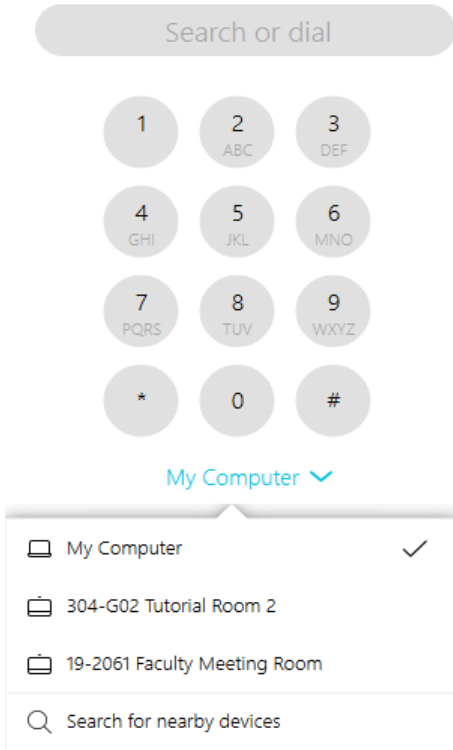 Search or dial
1 2 3
ABC DEF
4 5 6
GHI JKL MNO
7 8 9
PQRS TUV WXYZ
* 0 #
My Computer
My Computer
304-G02 Tutorial Room 2
19-2061 Faculty Meeting Room
Search for nearby devices